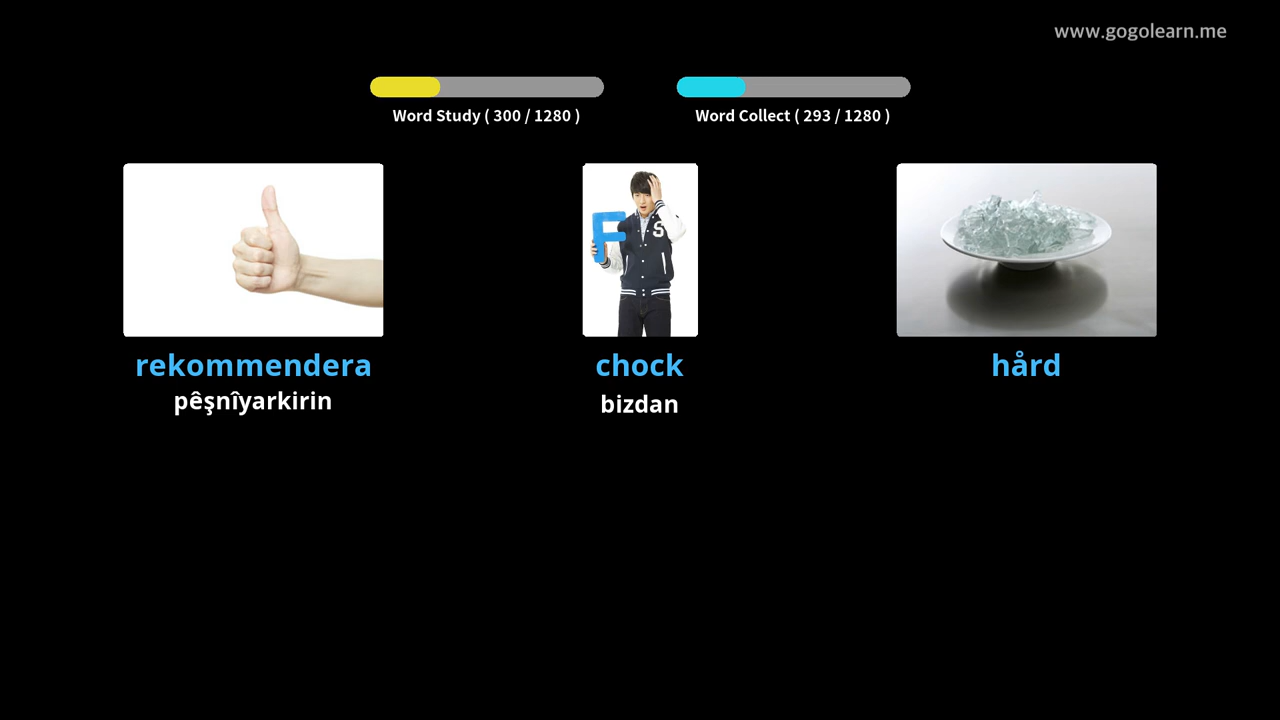 www.gogolearn.me
Word Study ( 300 / 1280 )
Word Collect ( 293 / 1280 )
F
S
rekommendera
chock
hård
pêşnîyarkirin
bizdan